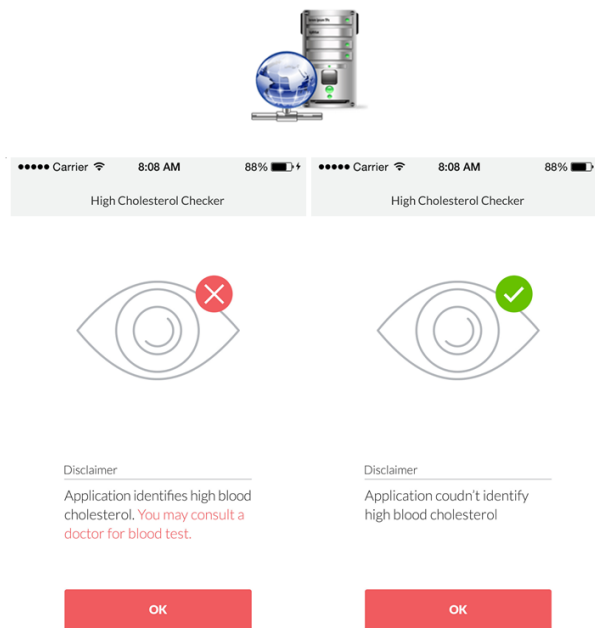 ●●●●● Carrier 8:08 AM 88%
High Cholesterol Checker
Disclaimer
Application identifies high blood
cholesterol. You may consult a
doctor for blood test.
OK
●●●●● Carrier 8:08 AM 88%
High Cholesterol Checker
Disclaimer
Application coudn't identify
high blood cholesterol
OK